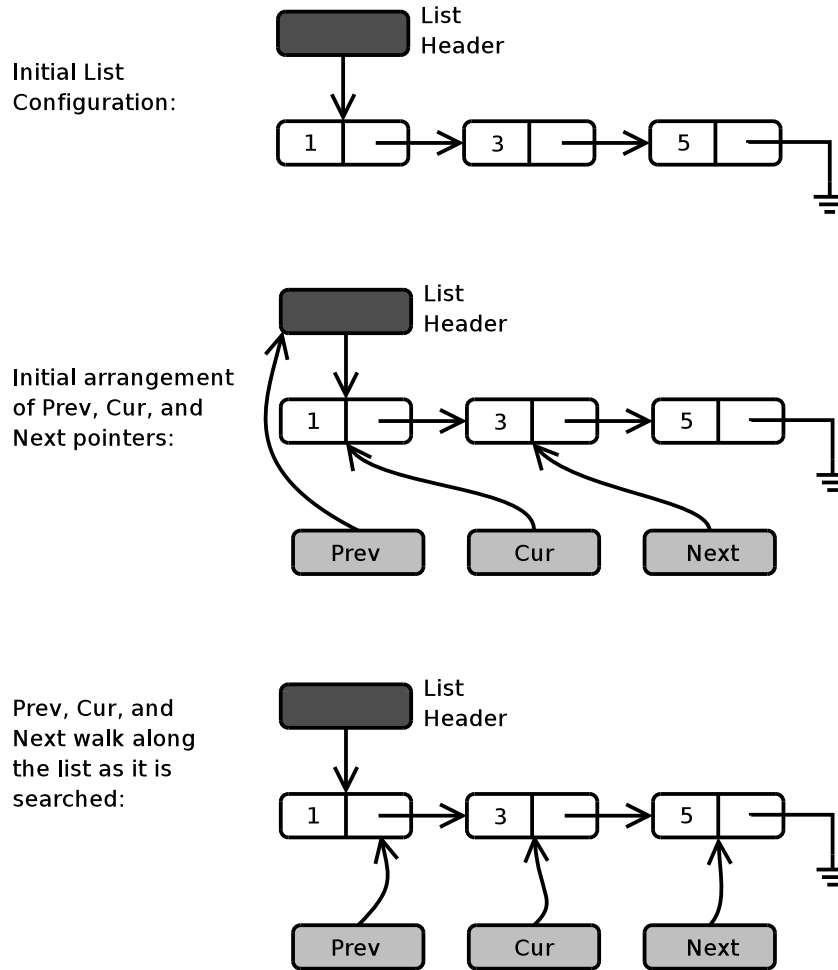 List
Header
Initial List
Configuration:
1
3
5
List
Header
Initial arrangement
of Prev, Cur, and
Next pointers:
1
3
5
Prev
Cur
Next
List
Header
Prev, Cur, and
Next walk along
the list as it is
searched:
1
3
5
Prev
Cur
Next